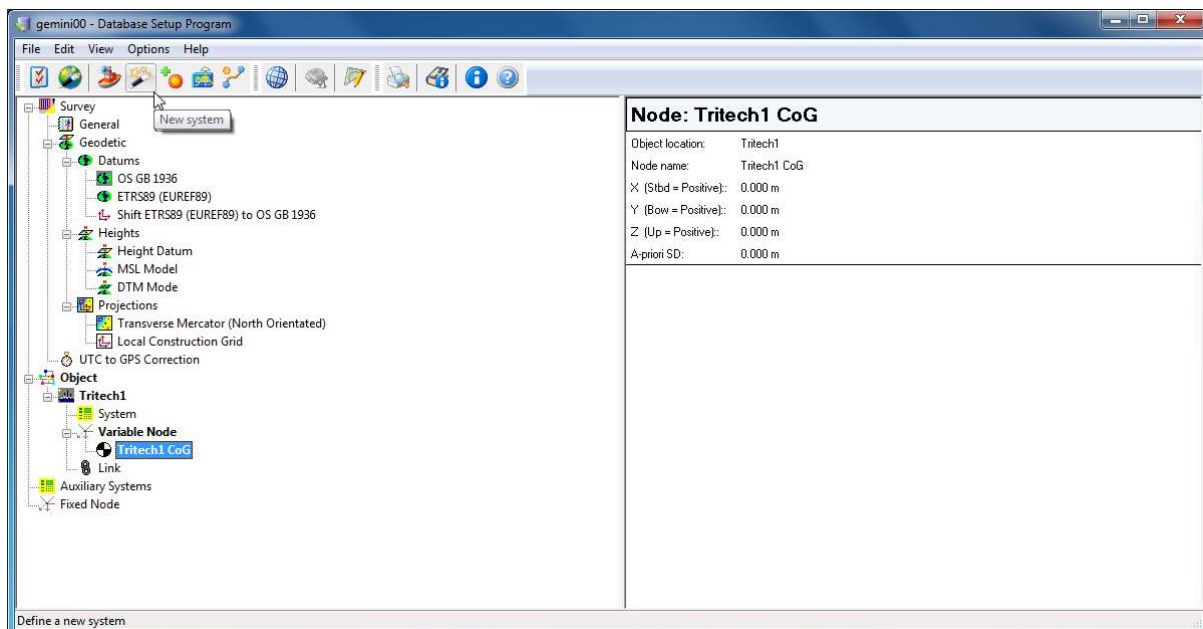 gemini00 - Database Setup Program
File Edit View Options Help
New system
Survey
General
Geodetic
Datums
OS GB 1936
ETRS89 (EUREF89)
Shift ETRS89 (EUREF89) to OS GB 1936
Heights
Height Datum
MSL Model
DTM Mode
Projections
Transverse Mercator (North Orientated)
Local Construction Grid
UTC to GPS Correction
Object
Tritech1
System
Variable Node
Tritech1 CoG
Link
Auxiliary Systems
Fixed Node
Node: Tritech1 CoG
Object location: Tritech1
Node name: Tritech1 CoG
X (Stbd = Positive):: 0.000 m
Y (Bow = Positive):: 0.000 m
Z (Up = Positive):: 0.000 m
A-priori SD: 0.000 m
Define a new system